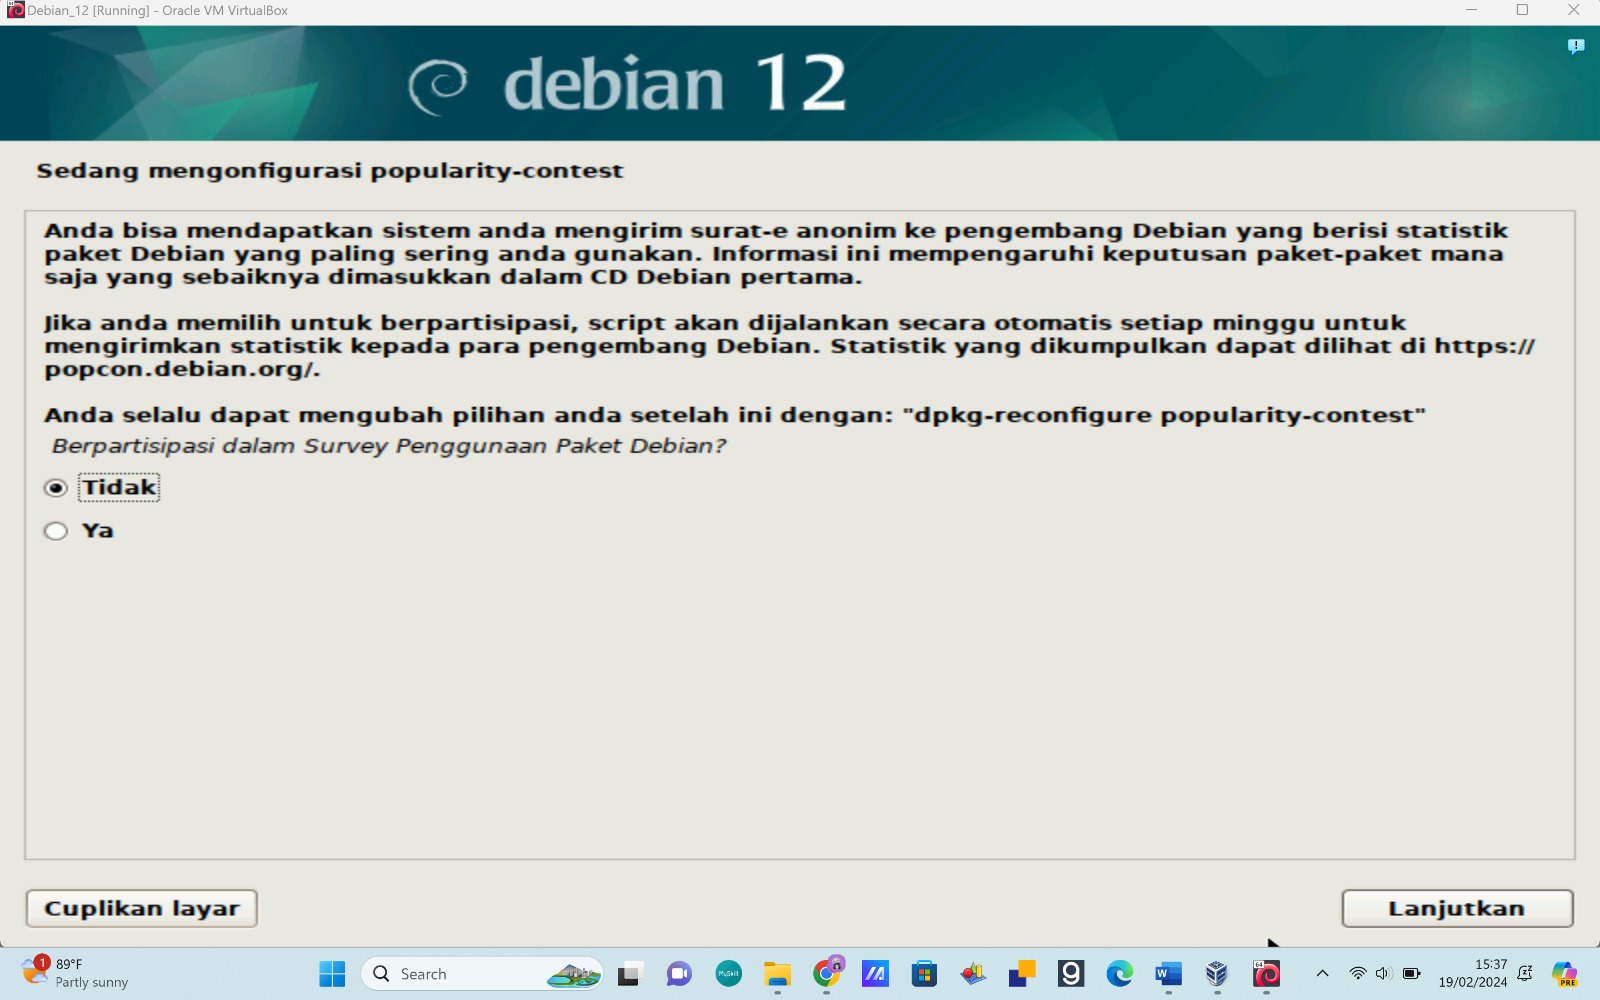 Debian_12 [Running] - Oracle VM VirtualBox
debian 12
Sedang mengonfigurasi popularity-contest
Anda bisa mendapatkan sistem anda mengirim surat-e anonim ke pengembang Debian yang berisi statistik
paket Debian yang paling sering anda gunakan. Informasi ini mempengaruhi keputusan paket-paket mana
saja yang sebaiknya dimasukkan dalam CD Debian pertama.
Jika anda memilih untuk berpartisipasi, script akan dijalankan secara otomatis setiap minggu untuk
mengirimkan statistik kepada para pengembang Debian. Statistik yang dikumpulkan dapat dilihat di https://
popcon.debian.org/.
Anda selalu dapat mengubah pilihan anda setelah ini dengan: "dpkg-reconfigure popularity-contest"
Berpartisipasi dalam Survey Penggunaan Paket Debian?
Tidak
Ya
Cuplikan layar
Lanjutkan
1
89°F
Partly sunny
Search
MySkill
g
W
64
PRE
15:37
19/02/2024